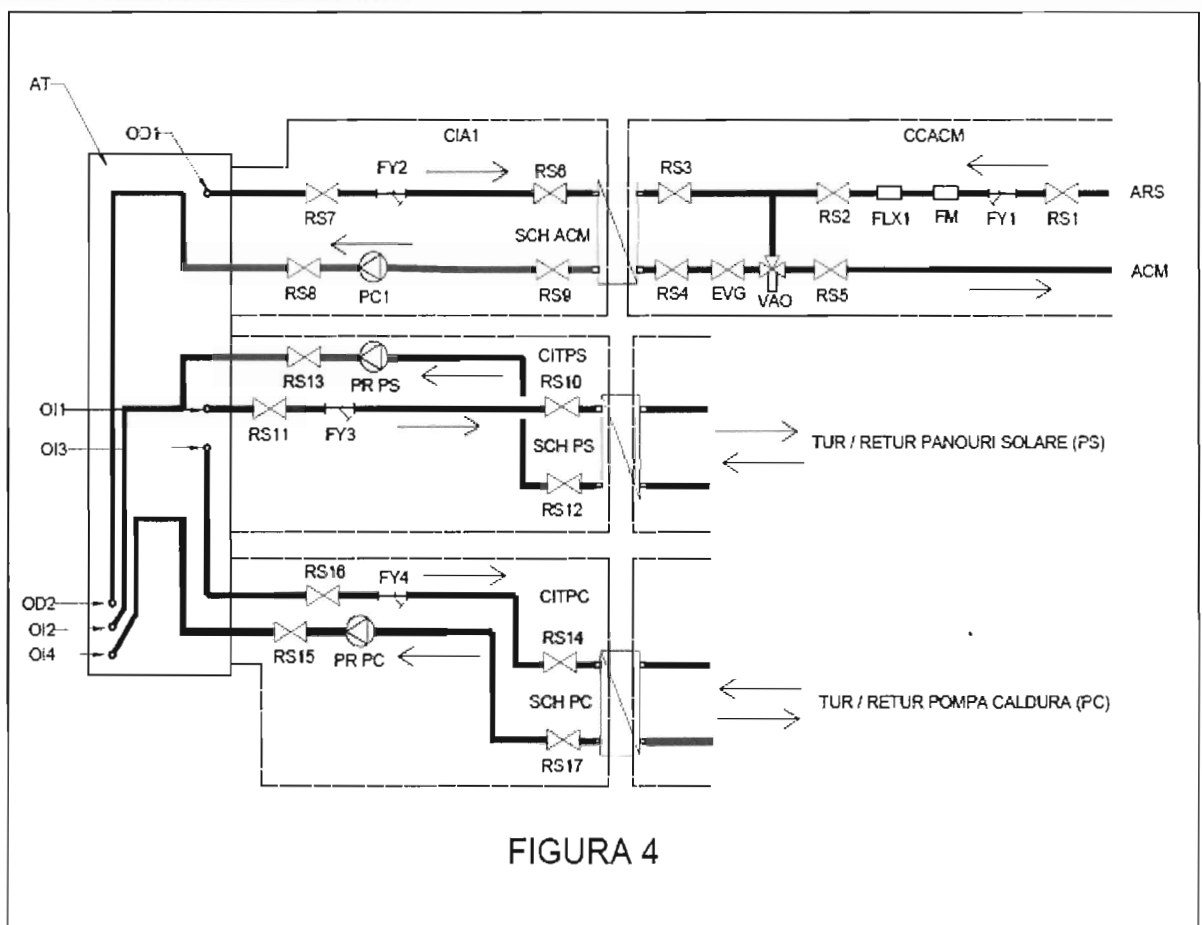 AT
OD1
CIA1
CCACM
FY2
RS6
RS3
RS7
RS2
FLX1
FM
FY1
RS1
ARS
SCH ACM
RS8
PC1
RS9
RS4
EVG
VAO
RS5
ACM
CITPS
RS13
PR PS
RS10
OI1
RS11
FY3
OI3
SCH PS
TUR / RETUR PANOURI SOLARE (PS)
RS12
RS16
FY4
CITPC
OD2
OI2
OI4
RS15
PR PC
RS14
SCH PC
TUR / RETUR POMPA CALDURA (PC)
RS17
FIGURA 4